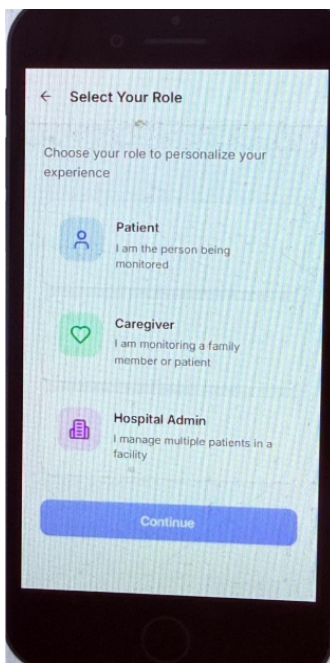 Select Your Role
Choose your role to personalize your
experience
Patient
I am the person being
monitored
Caregiver
I am monitoring a family
member or patient
Hospital Admin
I manage multiple patients in a
facility
Continue